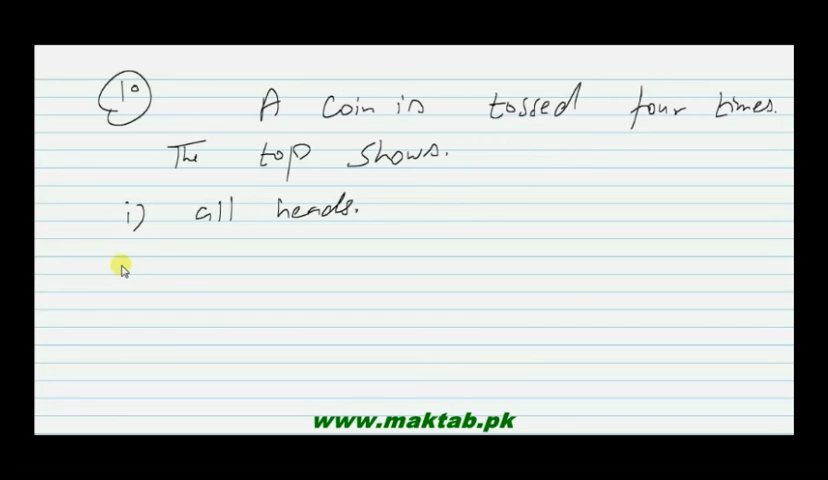 10 A coin is tossed four times.
The top shows.
i) all heads.
www.maktab.pk